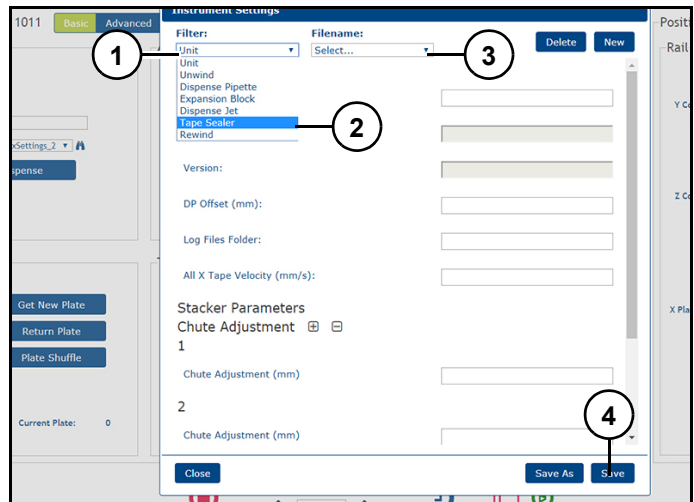 Instrument Settings
1011 Basic Advanced
Filter: Filename:
Unit Select...
Delete New
1
3
Unit
Unwind
Dispense Pipette
Expansion Block
Dispense Jet
Tape Sealer
Rewind
2
Version:
DP Offset (mm):
Log Files Folder:
All X Tape Velocity (mm/s):
Stacker Parameters
Chute Adjustment
1
Chute Adjustment (mm)
2
Chute Adjustment (mm)
4
Close Save As Save
xSettings_2
spense
Get New Plate
Return Plate
Plate Shuffle
Current Plate: 0
Positi
Rail
Y Co
Z Co
X Pla